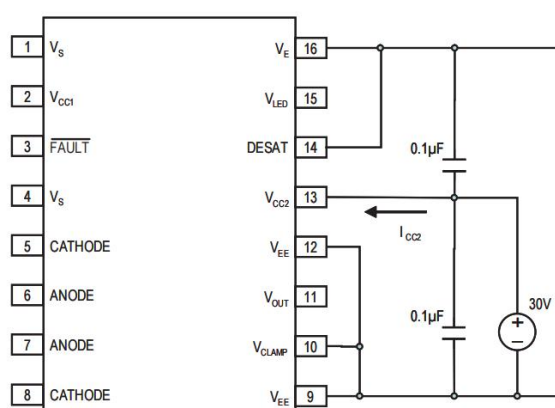 1 VS VE 16
2 VCC1 VLED 15
3 FAULT DESAT 14
0.1µF
4 VS VCC2 13
ICC2
5 CATHODE VEE 12
6 ANODE VOUT 11
0.1µF
30V
+
−
7 ANODE VCLAMP 10
8 CATHODE VEE 9